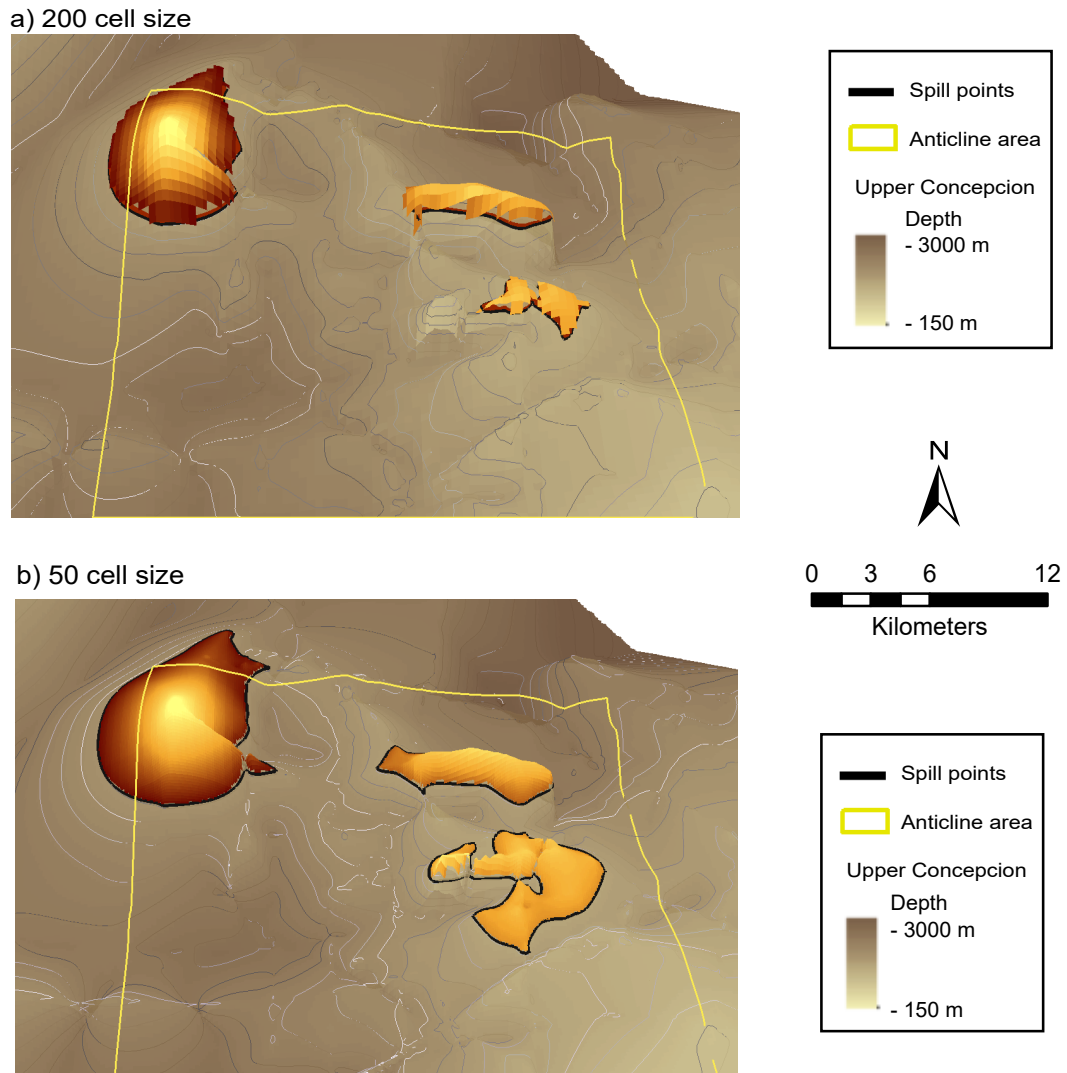 a) 200 cell size
Spill points
Anticline area
Upper Concepcion
Depth
- 3000 m
- 150 m
N
b) 50 cell size
0 3 6 12
Kilometers
Spill points
Anticline area
Upper Concepcion
Depth
- 3000 m
- 150 m